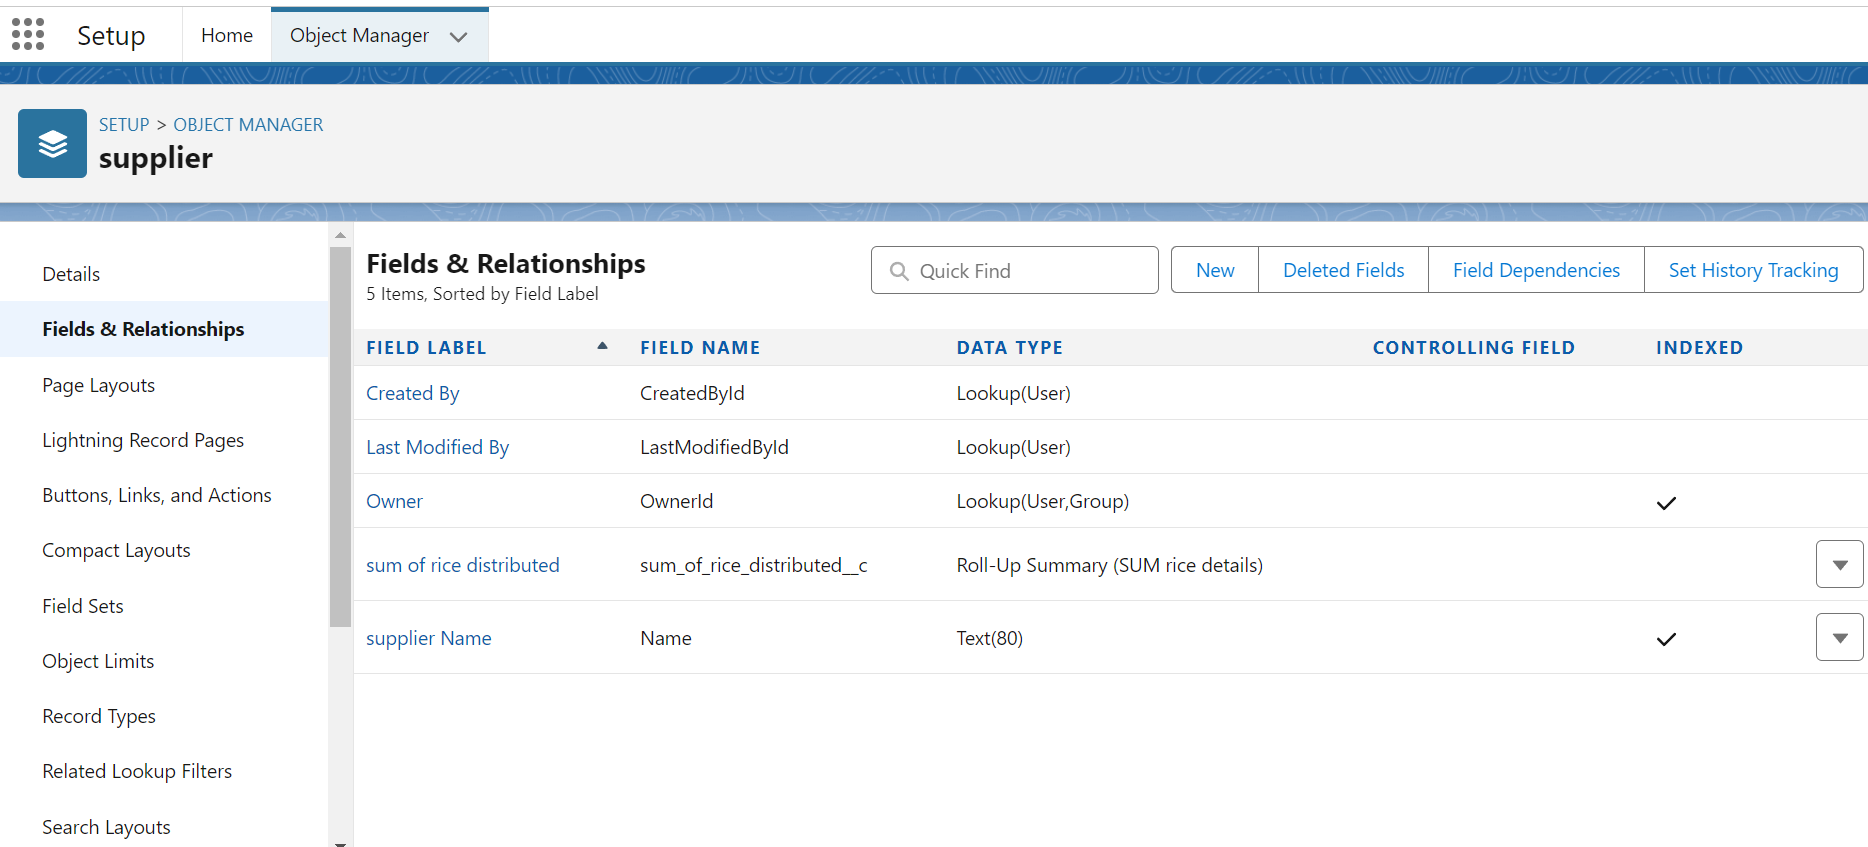 Setup Home Object Manager
SETUP > OBJECT MANAGER
supplier
Details
Fields & Relationships
Page Layouts
Lightning Record Pages
Buttons, Links, and Actions
Compact Layouts
Field Sets
Object Limits
Record Types
Related Lookup Filters
Search Layouts
Fields & Relationships
5 Items, Sorted by Field Label
Quick Find New Deleted Fields Field Dependencies Set History Tracking
FIELD LABEL FIELD NAME DATA TYPE CONTROLLING FIELD INDEXED
Created By CreatedById Lookup(User)
Last Modified By LastModifiedById Lookup(User)
Owner OwnerId Lookup(User,Group)
sum of rice distributed sum_of_rice_distributed__c Roll-Up Summary (SUM rice details)
supplier Name Name Text(80)